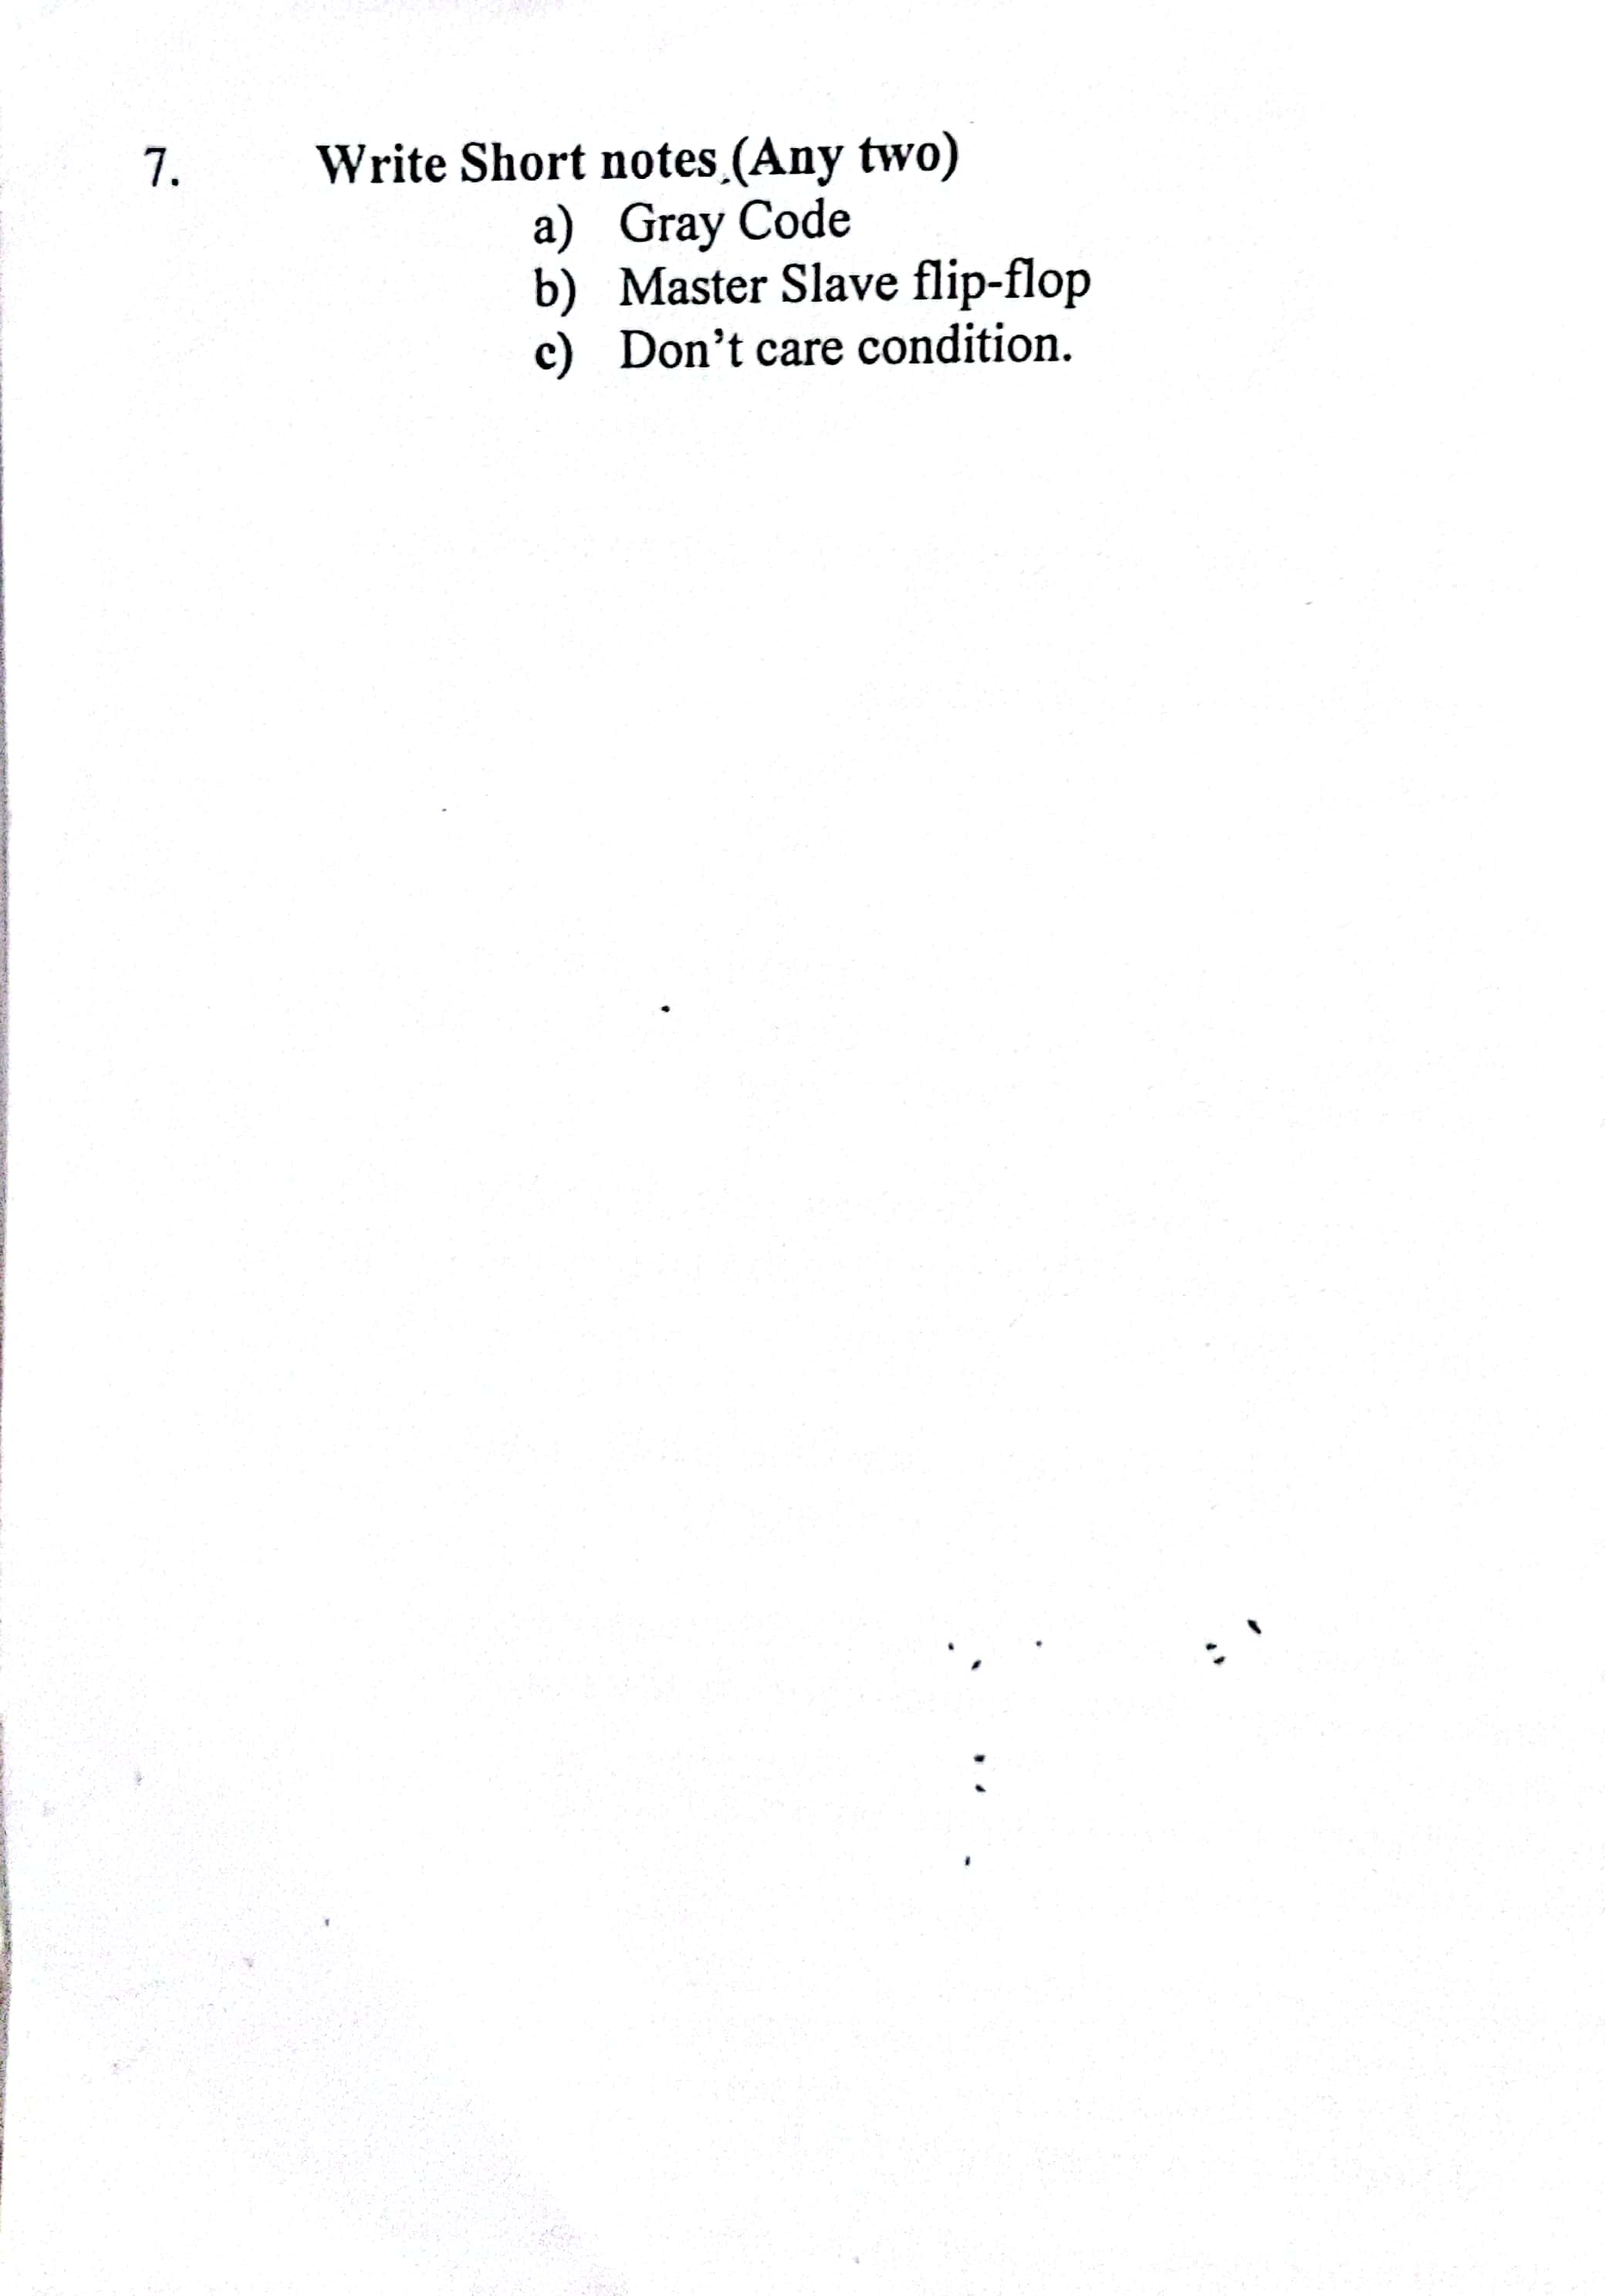 7. Write Short notes (Any two)
a) Gray Code
b) Master Slave flip-flop
c) Don't care condition.